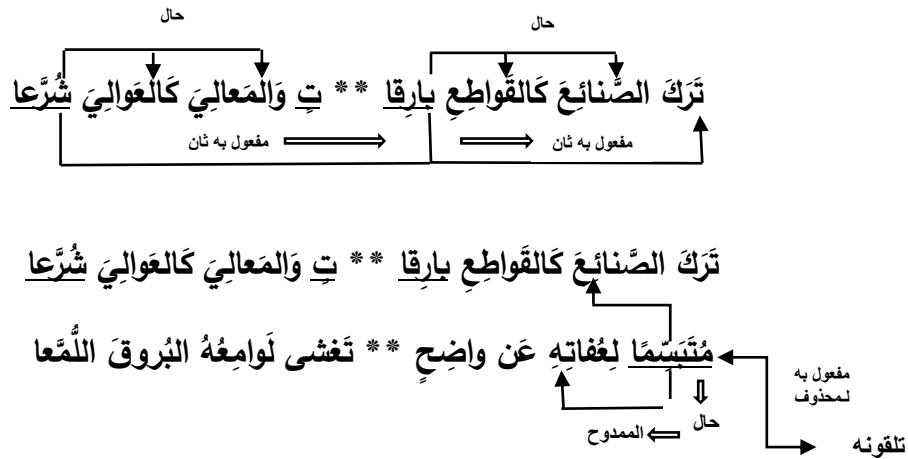 حال
حال
تَرَكَ الصَّنائِعَ كَالقَواطِعِ بارِقا ** تٍ وَالمَعالِيَ كَالعَوالِيَ شُرَّعا
مفعول به ثان
مفعول به ثان
تَرَكَ الصَّنائِعَ كَالقَواطِعِ بارِقا ** تٍ وَالمَعالِيَ كَالعَوالِيَ شُرَّعا
مُتَبَسِّمًا لِعُفاتِهِ عَن واضِحٍ ** تَغشى لَوامِعُهُ البُروقَ اللُّمَّعا
مفعول به
لمحذوف
حال
الممدوح
تلقونه